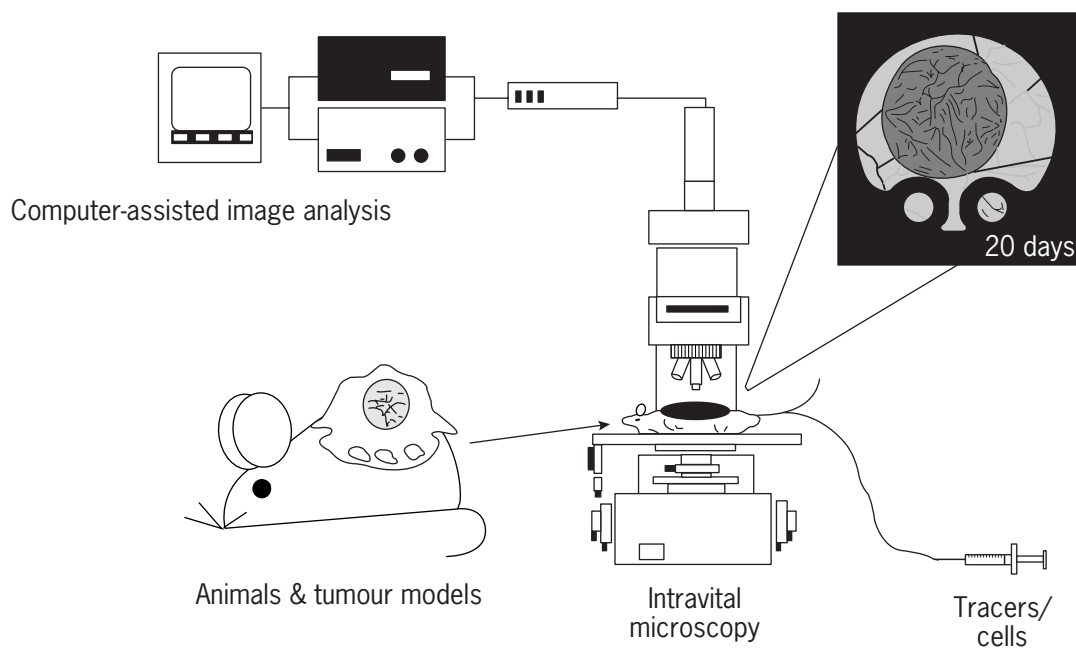 Computer-assisted image analysis
20 days
Animals & tumour models
Intravital
microscopy
Tracers/
cells